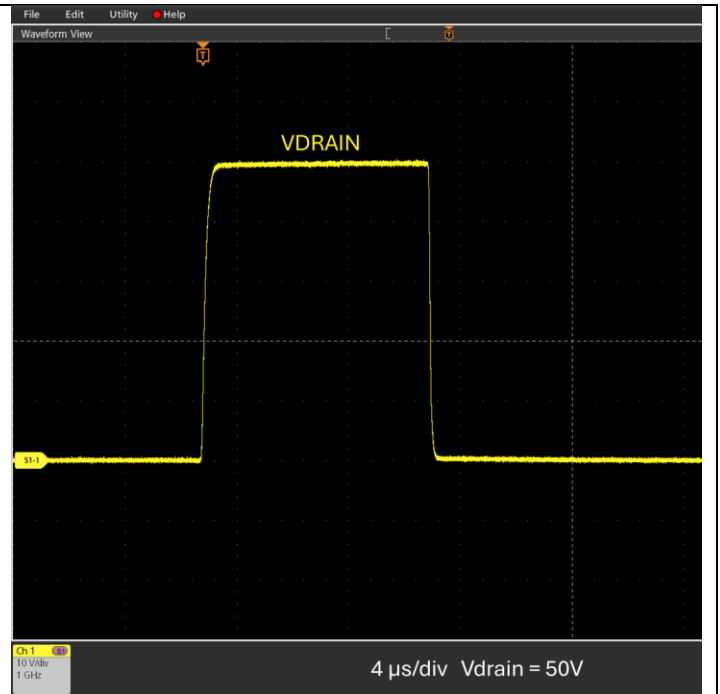 File Edit Utility Help
Waveform View
[
T
T
VDRAIN
S1-1
Ch 1 S1
10 V/div
1 GHz
4 µs/div Vdrain = 50V